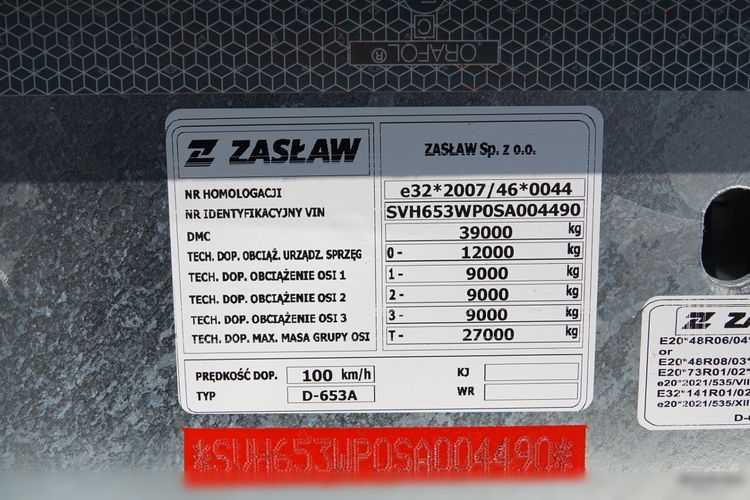 ORAFOL®
ZASŁAW ZASŁAW Sp. z o.o.
NR HOMOLOGACJI e32*2007/46*0044
NR IDENTYFIKACYJNY VIN SVH653WP0SA004490
DMC 39000 kg
TECH. DOP. OBCIĄŻ. URZĄDZ. SPRZĘG 0- 12000 kg
TECH. DOP. OBCIĄŻENIE OSI 1 1- 9000 kg
TECH. DOP. OBCIĄŻENIE OSI 2 2- 9000 kg
TECH. DOP. OBCIĄŻENIE OSI 3 3- 9000 kg
TECH. DOP. MAX. MASA GRUPY OSI T- 27000 kg
PRĘDKOŚĆ DOP. 100 km/h KJ
TYP D-653A WR
*SVH653WP0SA004490*
E20*48R06/04*
or
E20*48R08/03*
E20*73R01/02*
e20*2021/535/VII
E32*141R01/02
e20*2021/535/XII